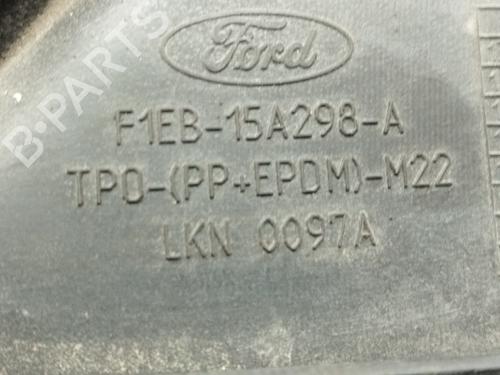 B-PARTS
Ford
F1EB-15A298-A
TPO-(PP+EPDM)-M22
LKN 0097A